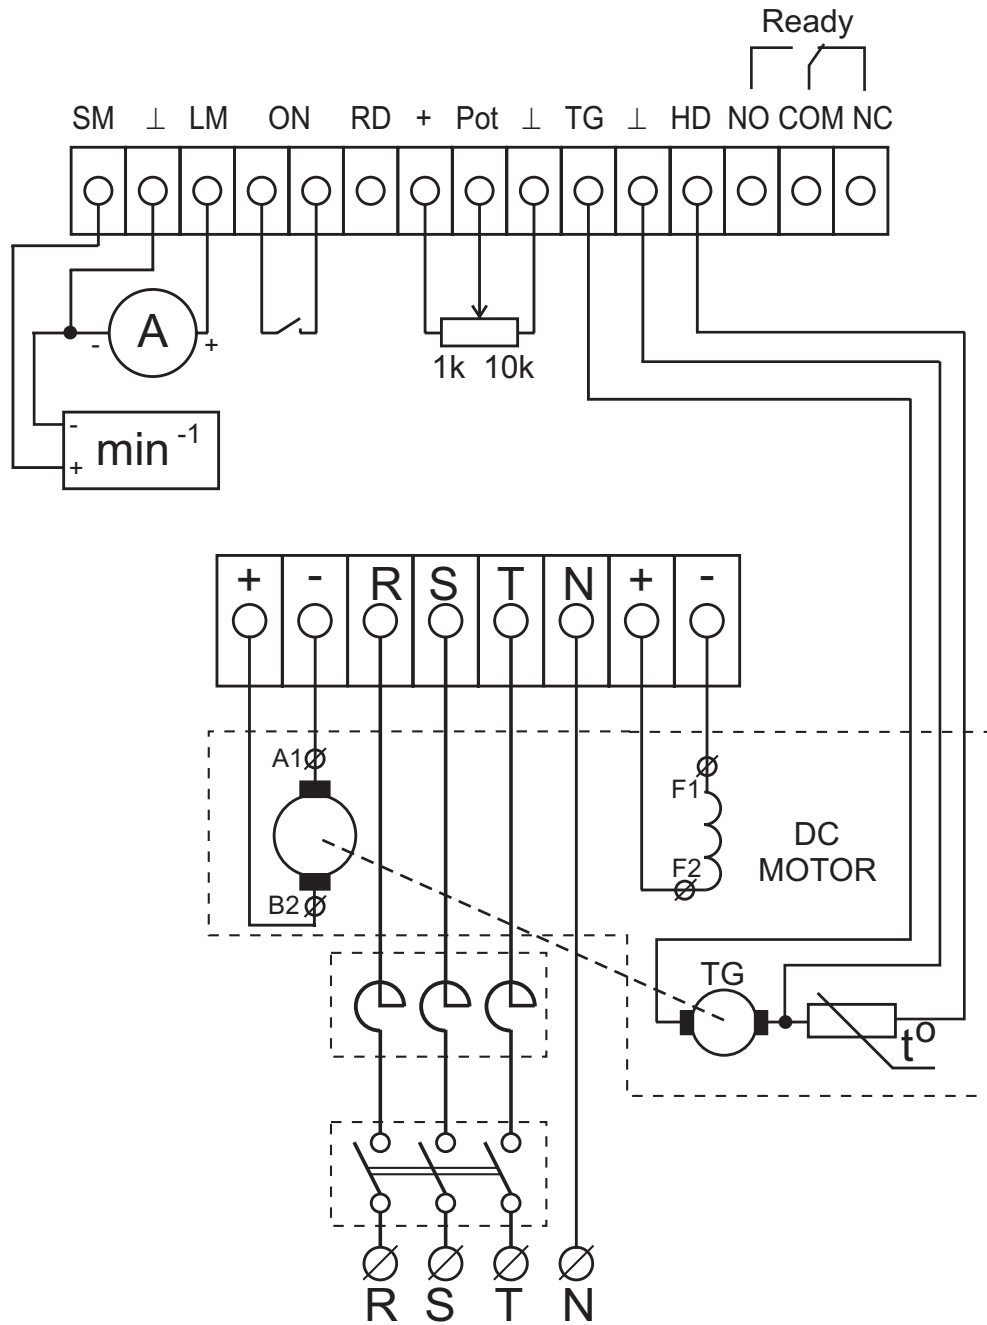 Ready
SM ⊥ LM ON RD + Pot ⊥ TG ⊥ HD NO COM NC
A
- +
1k 10k
- min⁻¹
+
+ - R S T N + -
A1
F1
DC
MOTOR
F2
B2
TG
t°
R S T N